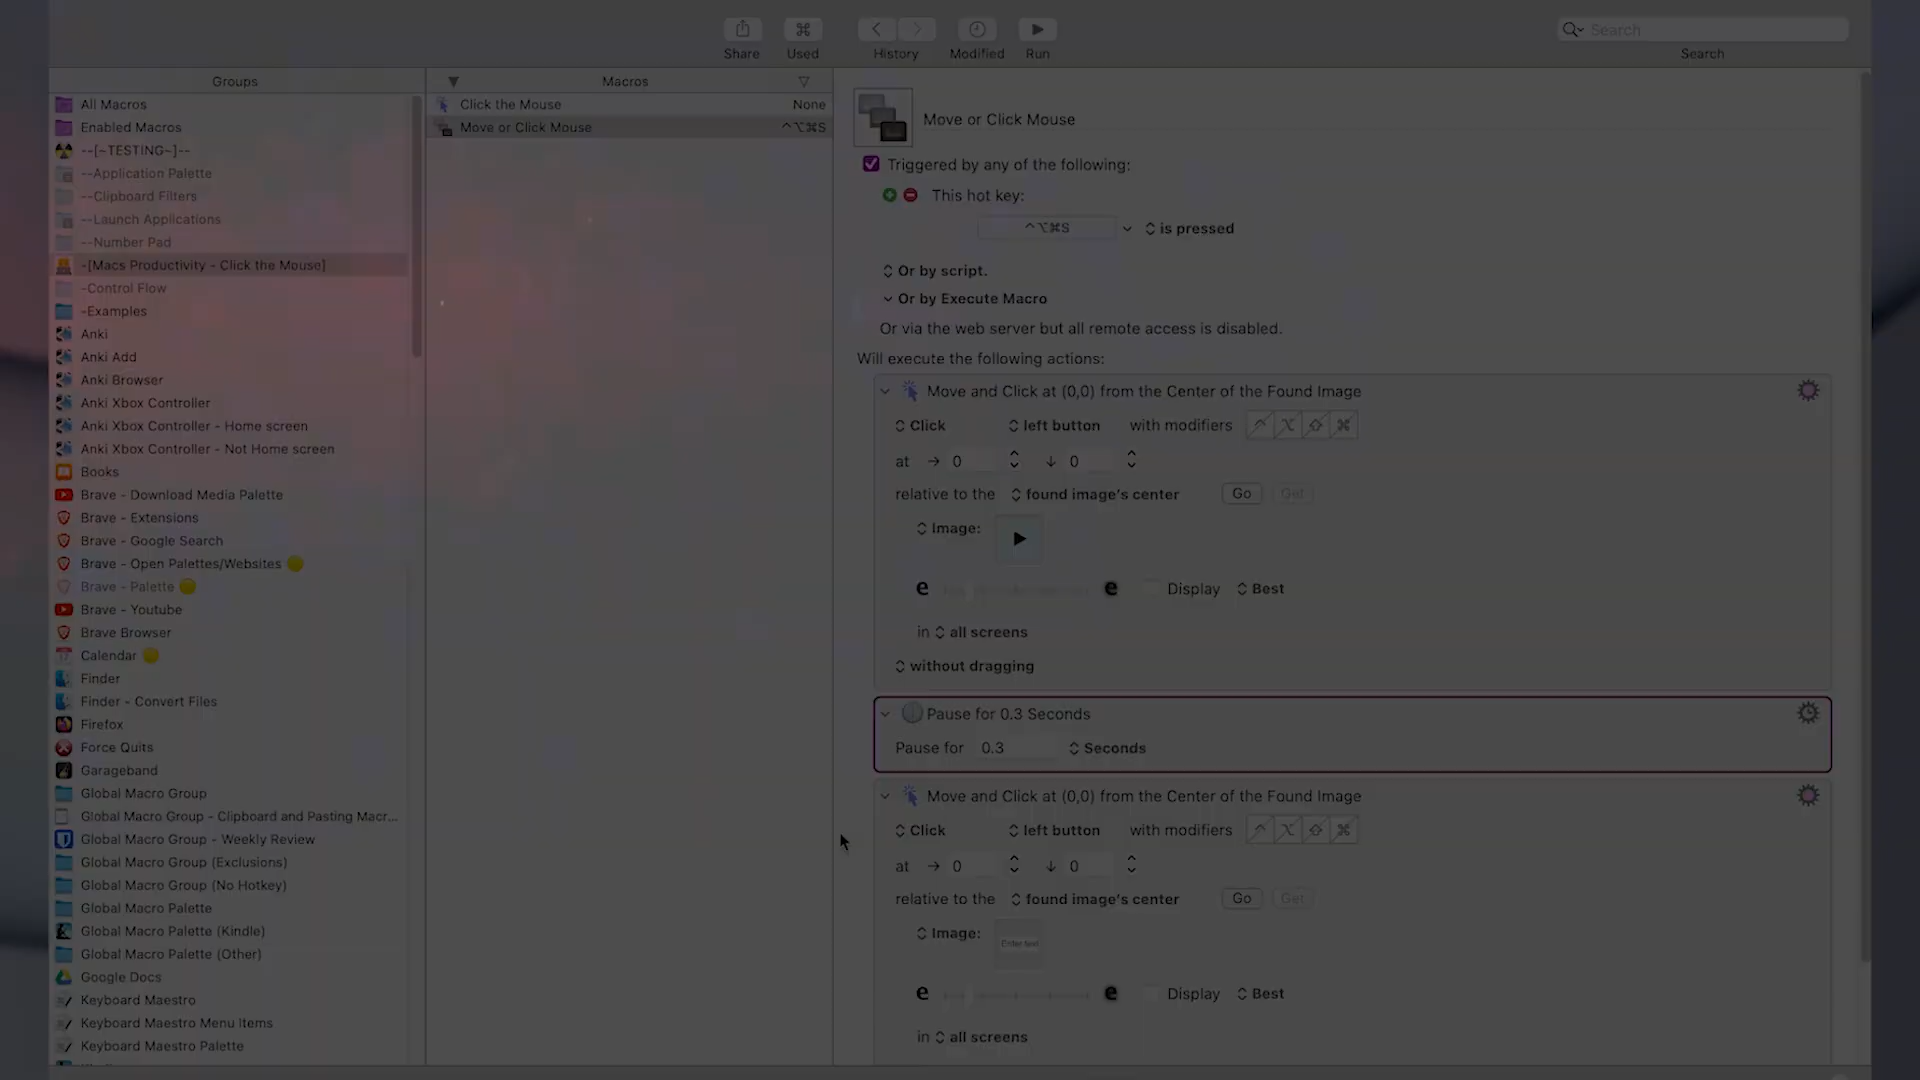 Share
Used
History
Modified
Run
Search
Search
Groups
All Macros
Enabled Macros
--[~TESTING~]--
--Application Palette
--Clipboard Filters
--Launch Applications
--Number Pad
-[Macs Productivity - Click the Mouse]
-Control Flow
-Examples
Anki
Anki Add
Anki Browser
Anki Xbox Controller
Anki Xbox Controller - Home screen
Anki Xbox Controller - Not Home screen
Books
Brave - Download Media Palette
Brave - Extensions
Brave - Google Search
Brave - Open Palettes/Websites
Brave - Palette
Brave - Youtube
Brave Browser
Calendar
Finder
Finder - Convert Files
Firefox
Force Quits
Garageband
Global Macro Group
Global Macro Group - Clipboard and Pasting Macr...
Global Macro Group - Weekly Review
Global Macro Group (Exclusions)
Global Macro Group (No Hotkey)
Global Macro Palette
Global Macro Palette (Kindle)
Global Macro Palette (Other)
Google Docs
Keyboard Maestro
Keyboard Maestro Menu Items
Keyboard Maestro Palette
Macros
Click the Mouse None
Move or Click Mouse ^⌥⌘S
Move or Click Mouse
Triggered by any of the following:
This hot key:
^⌥⌘S is pressed
Or by script.
Or by Execute Macro
Or via the web server but all remote access is disabled.
Will execute the following actions:
Move and Click at (0,0) from the Center of the Found Image
Click left button with modifiers ^ ⌥ ⇧ ⌘
at → 0 ↓ 0
relative to the found image's center Go Get
Image:
e e Display Best
in all screens
without dragging
Pause for 0.3 Seconds
Pause for 0.3 Seconds
Move and Click at (0,0) from the Center of the Found Image
Click left button with modifiers ^ ⌥ ⇧ ⌘
at → 0 ↓ 0
relative to the found image's center Go Get
Image: Enter text
e e Display Best
in all screens